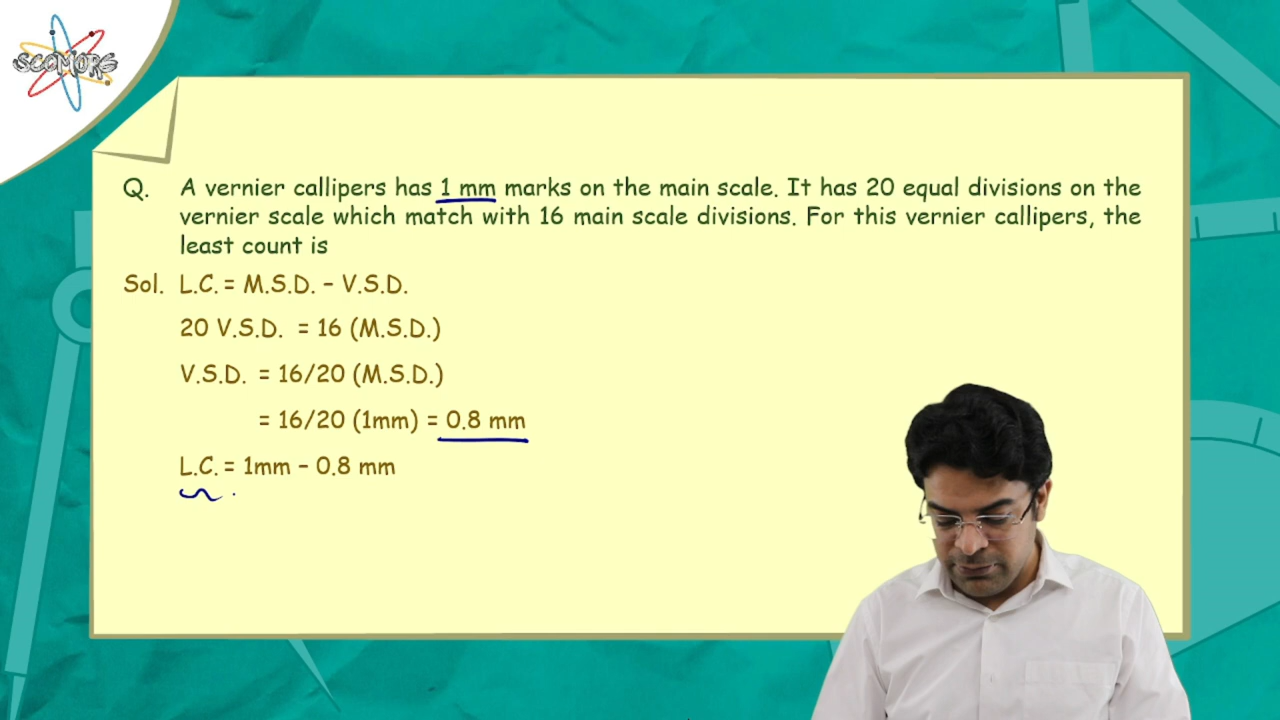 SCOMORS
Q. A vernier callipers has 1 mm marks on the main scale. It has 20 equal divisions on the
vernier scale which match with 16 main scale divisions. For this vernier callipers, the
least count is
Sol. L.C. = M.S.D. – V.S.D.
20 V.S.D. = 16 (M.S.D.)
V.S.D. = 16/20 (M.S.D.)
= 16/20 (1mm) = 0.8 mm
L.C. = 1mm – 0.8 mm